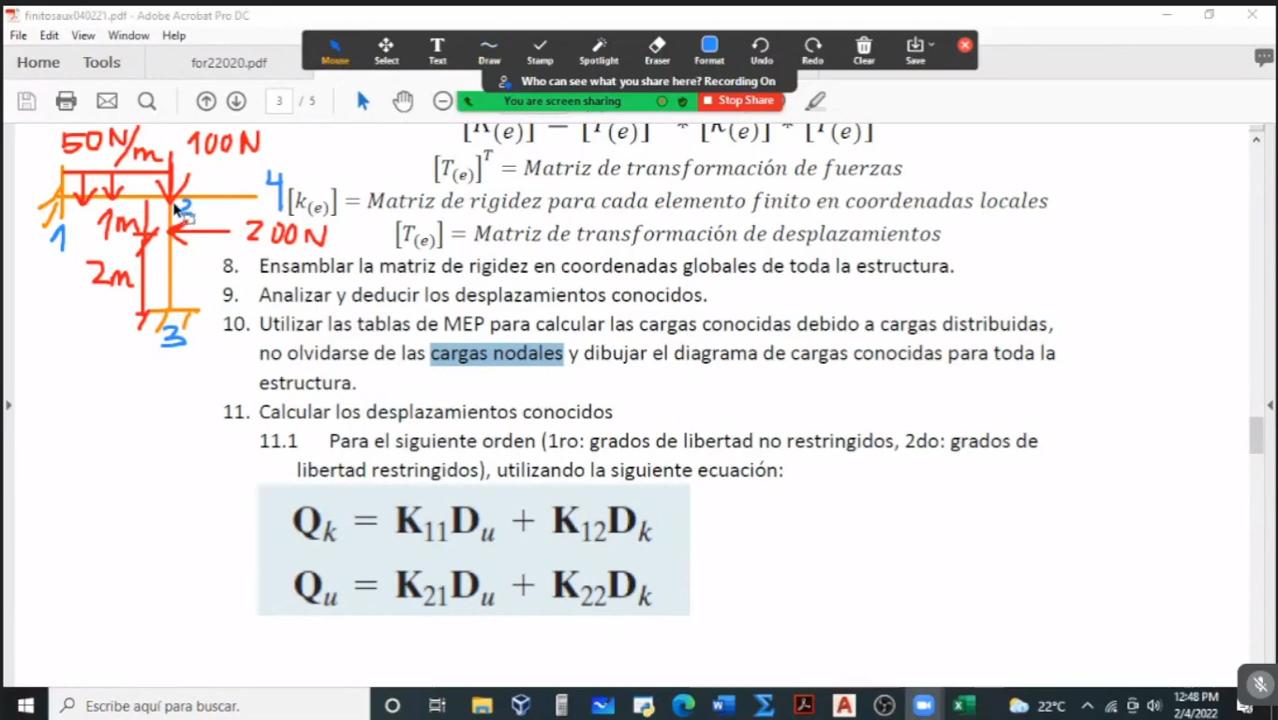 finitosaux040221.pdf - Adobe Acrobat Pro DC
File Edit View Window Help
Home Tools for22020.pdf
Mouse Select Text Draw Stamp Spotlight Eraser Format Undo Redo Clear Save
Who can see what you share here? Recording On
3 / 5
You are screen sharing Stop Share
[K(e)] = [T(e)]^T * [k(e)] * [T(e)]
[T(e)]^T = Matriz de transformación de fuerzas
[k(e)] = Matriz de rigidez para cada elemento finito en coordenadas locales
[T(e)] = Matriz de transformación de desplazamientos
50 N/m 100 N
4
1m 2
1 200 N
2m
3
8. Ensamblar la matriz de rigidez en coordenadas globales de toda la estructura.
9. Analizar y deducir los desplazamientos conocidos.
10. Utilizar las tablas de MEP para calcular las cargas conocidas debido a cargas distribuidas,
no olvidarse de las cargas nodales y dibujar el diagrama de cargas conocidas para toda la
estructura.
11. Calcular los desplazamientos conocidos
11.1 Para el siguiente orden (1ro: grados de libertad no restringidos, 2do: grados de
libertad restringidos), utilizando la siguiente ecuación:
Qk = K11Du + K12Dk
Qu = K21Du + K22Dk
Escribe aquí para buscar.
22°C
12:48 PM
2/4/2022